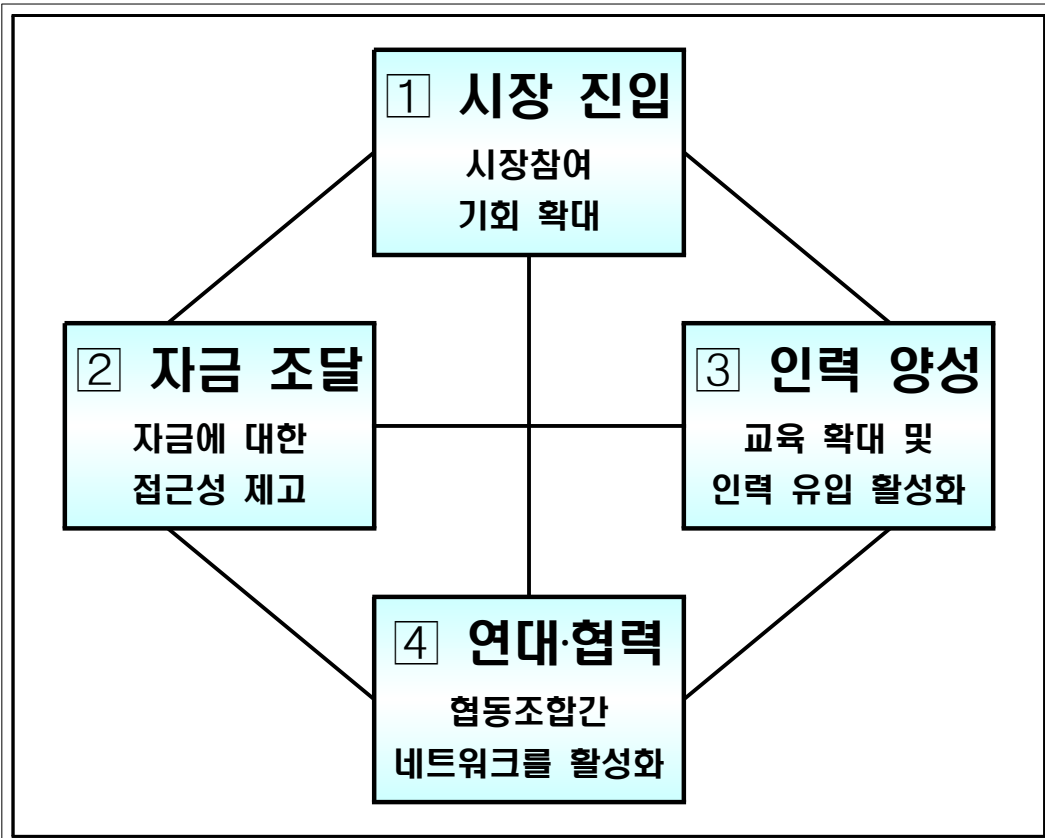 1 시장 진입
시장참여
기회 확대
2 자금 조달
자금에 대한
접근성 제고
3 인력 양성
교육 확대 및
인력 유입 활성화
4 연대·협력
협동조합간
네트워크를 활성화